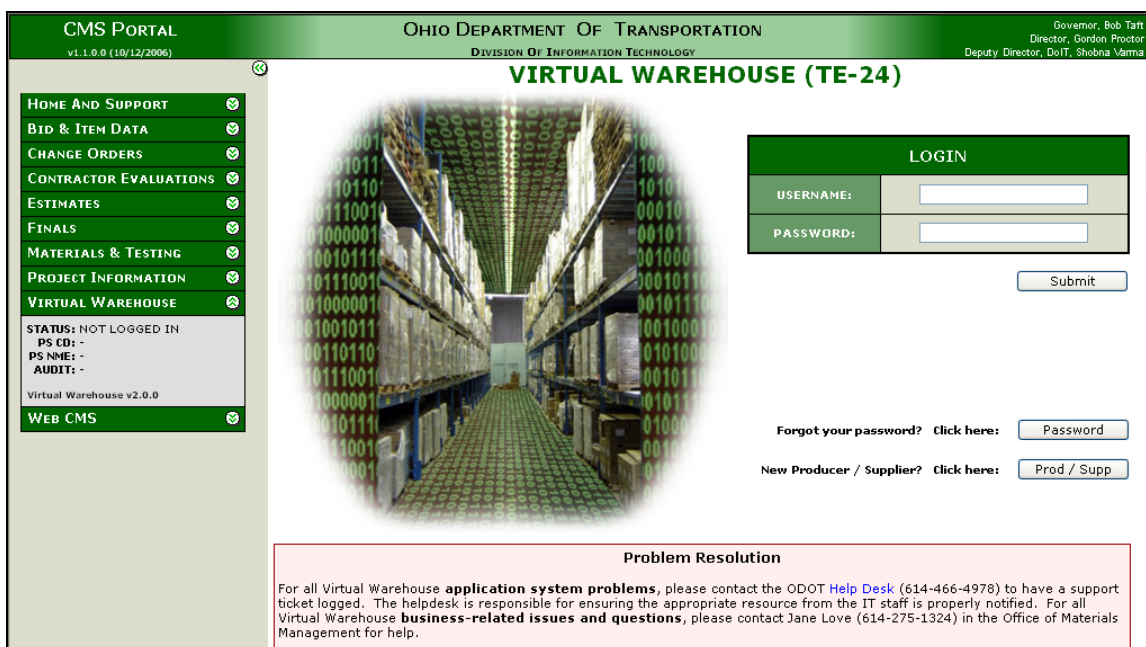 CMS PORTAL
v1.1.0.0 (10/12/2006)
OHIO DEPARTMENT OF TRANSPORTATION
DIVISION OF INFORMATION TECHNOLOGY
Governor, Bob Taft
Director, Gordon Proctor
Deputy Director, DoIT, Shobna Varma
VIRTUAL WAREHOUSE (TE-24)
HOME AND SUPPORT
BID & ITEM DATA
CHANGE ORDERS
CONTRACTOR EVALUATIONS
ESTIMATES
FINALS
MATERIALS & TESTING
PROJECT INFORMATION
VIRTUAL WAREHOUSE
STATUS: NOT LOGGED IN
PS CD: -
PS NME: -
AUDIT: -
Virtual Warehouse v2.0.0
WEB CMS
LOGIN
USERNAME:
PASSWORD:
Submit
Forgot your password? Click here: Password
New Producer / Supplier? Click here: Prod / Supp
Problem Resolution
For all Virtual Warehouse application system problems, please contact the ODOT Help Desk (614-466-4978) to have a support
ticket logged. The helpdesk is responsible for ensuring the appropriate resource from the IT staff is properly notified. For all
Virtual Warehouse business-related issues and questions, please contact Jane Love (614-275-1324) in the Office of Materials
Management for help.